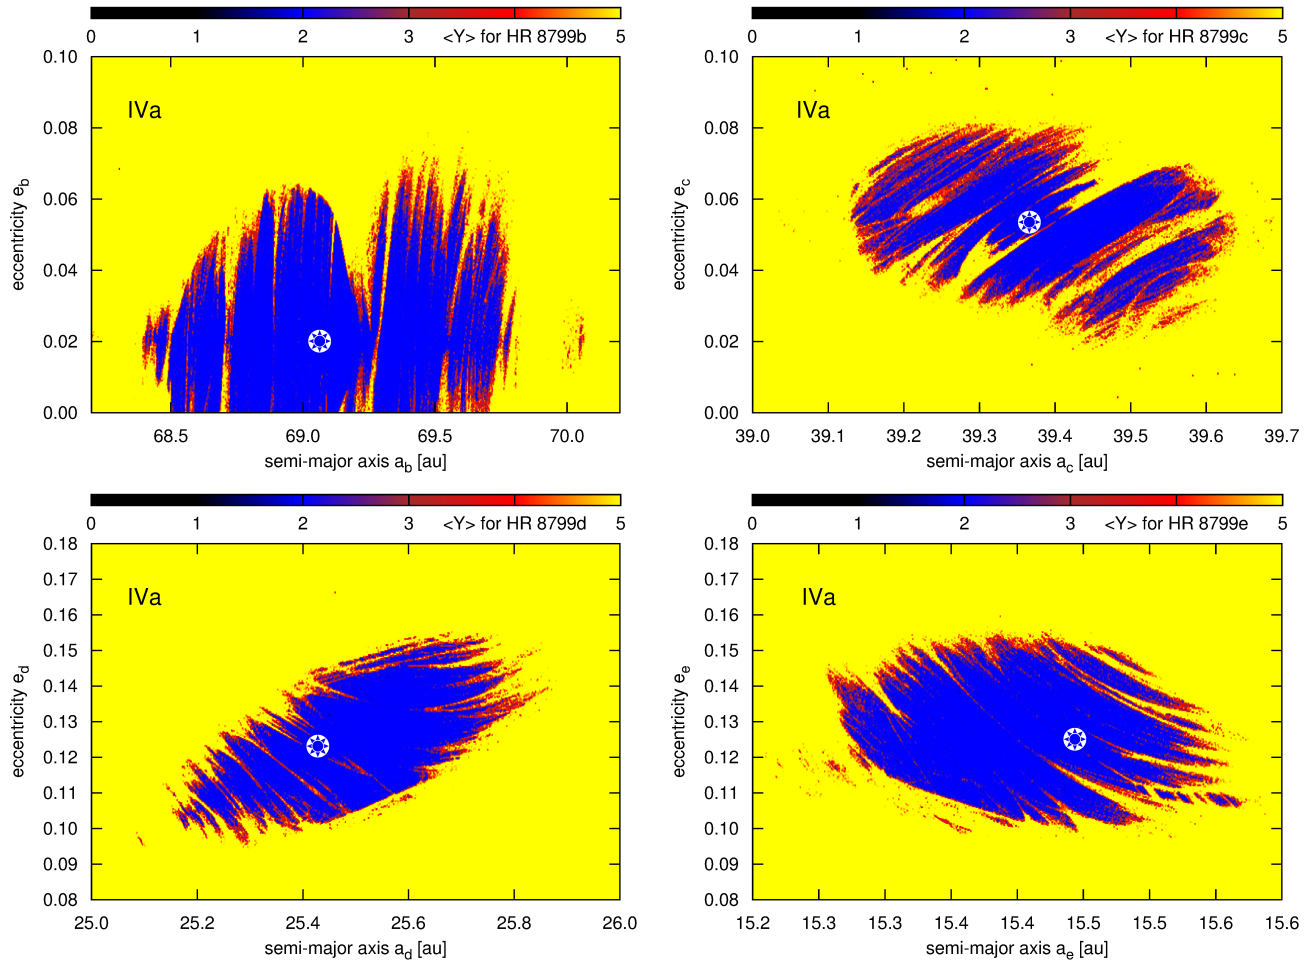 0 1 2 3 <Y> for HR 8799b 5
0.10
0.08
0.06
0.04
0.02
0.00
eccentricity e_b
IVa
68.5 69.0 69.5 70.0
semi-major axis a_b [au]
0 1 2 3 <Y> for HR 8799c 5
0.10
0.08
0.06
0.04
0.02
0.00
eccentricity e_c
IVa
39.0 39.1 39.2 39.3 39.4 39.5 39.6 39.7
semi-major axis a_c [au]
0 1 2 3 <Y> for HR 8799d 5
0.18
0.17
0.16
0.15
0.14
0.13
0.12
0.11
0.10
0.09
0.08
eccentricity e_d
IVa
25.0 25.2 25.4 25.6 25.8 26.0
semi-major axis a_d [au]
0 1 2 3 <Y> for HR 8799e 5
0.18
0.17
0.16
0.15
0.14
0.13
0.12
0.11
0.10
0.09
0.08
eccentricity e_e
IVa
15.2 15.3 15.3 15.4 15.4 15.5 15.5 15.6 15.6
semi-major axis a_e [au]